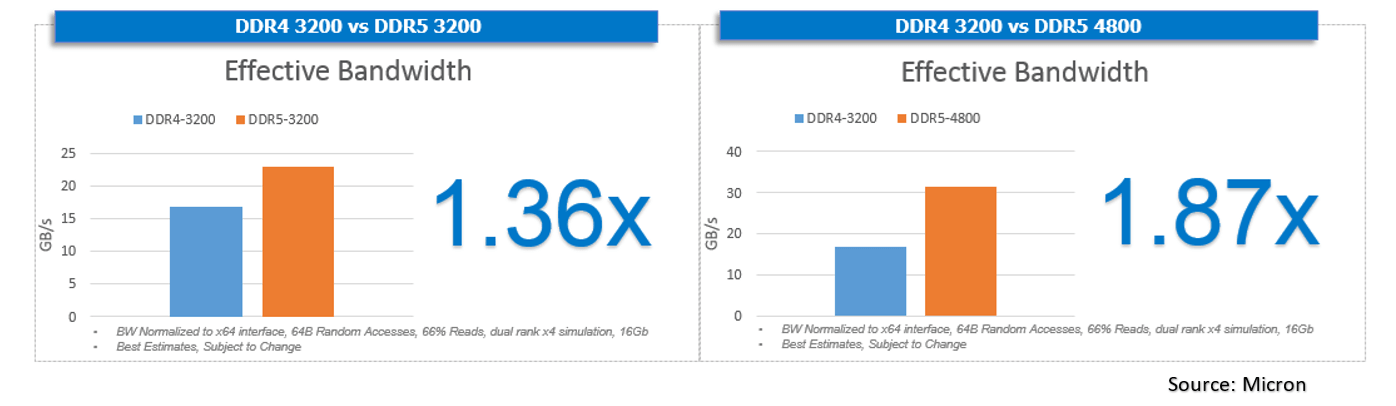 DDR4 3200 vs DDR5 3200
Effective Bandwidth
DDR4-3200 DDR5-3200
25
20
15
10
5
0
GB/s
1.36x
• BW Normalized to x64 interface, 64B Random Accesses, 66% Reads, dual rank x4 simulation, 16Gb
• Best Estimates, Subject to Change
DDR4 3200 vs DDR5 4800
Effective Bandwidth
DDR4-3200 DDR5-4800
40
30
20
10
0
GB/s
1.87x
• BW Normalized to x64 interface, 64B Random Accesses, 66% Reads, dual rank x4 simulation, 16Gb
• Best Estimates, Subject to Change
Source: Micron